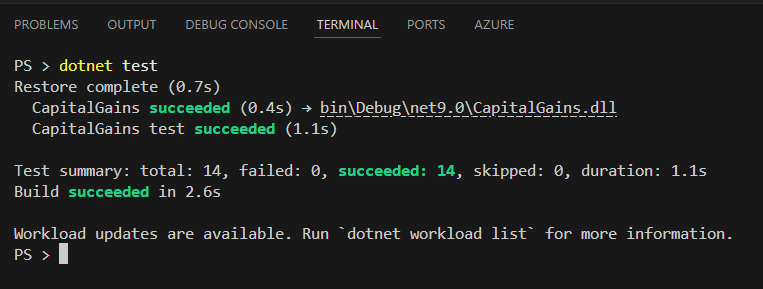 PROBLEMS OUTPUT DEBUG CONSOLE TERMINAL PORTS AZURE
PS > dotnet test
Restore complete (0.7s)
CapitalGains succeeded (0.4s) → bin\Debug\net9.0\CapitalGains.dll
CapitalGains test succeeded (1.1s)
Test summary: total: 14, failed: 0, succeeded: 14, skipped: 0, duration: 1.1s
Build succeeded in 2.6s
Workload updates are available. Run `dotnet workload list` for more information.
PS >